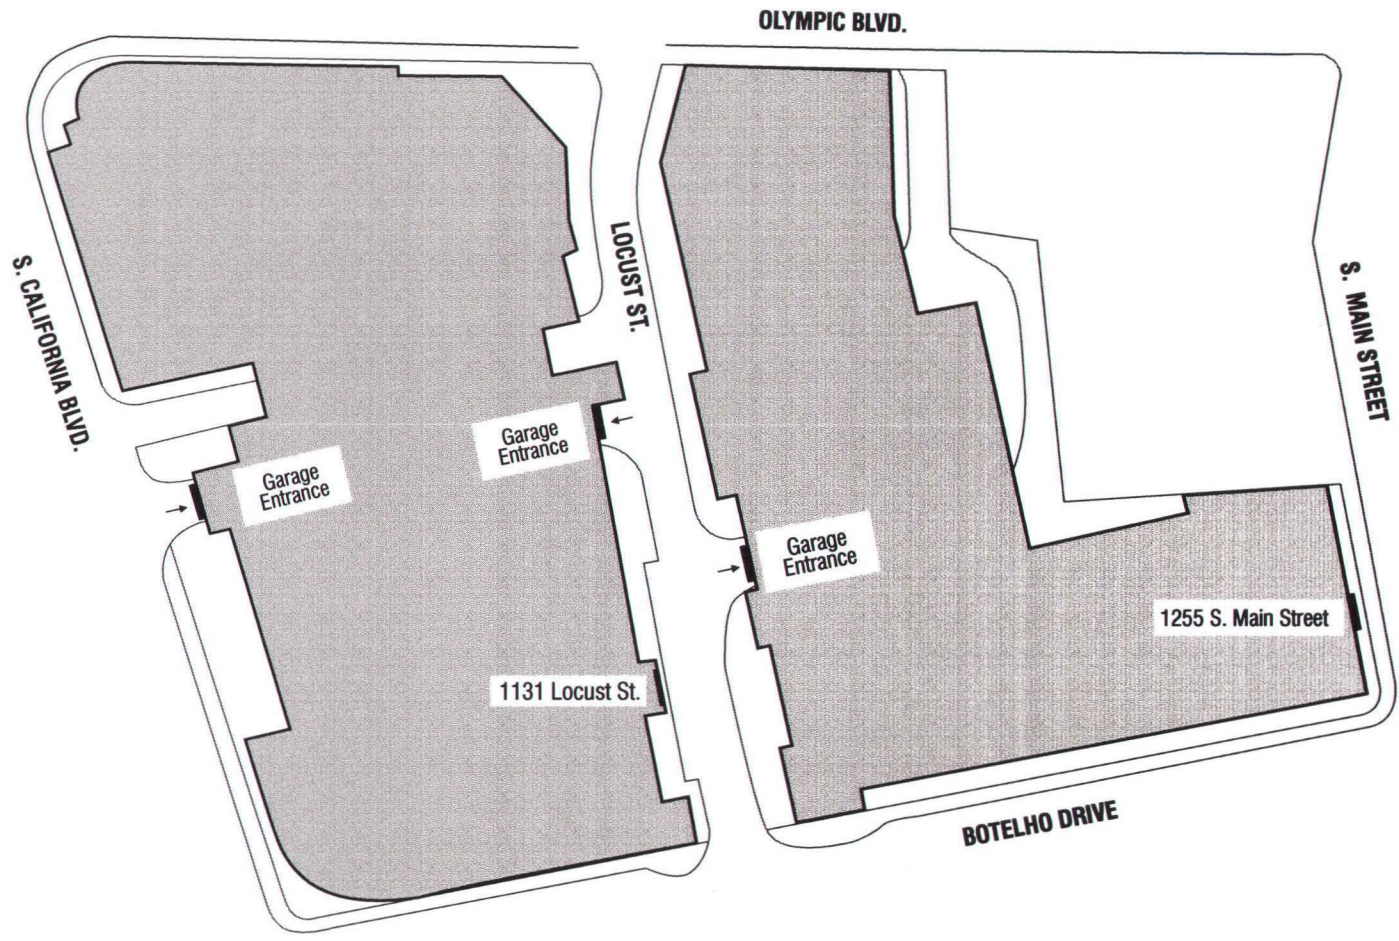 OLYMPIC BLVD.
LOCUST ST.
S. CALIFORNIA BLVD.
S. MAIN STREET
Garage
Entrance
Garage
Entrance
Garage
Entrance
1255 S. Main Street
1131 Locust St.
BOTELHO DRIVE